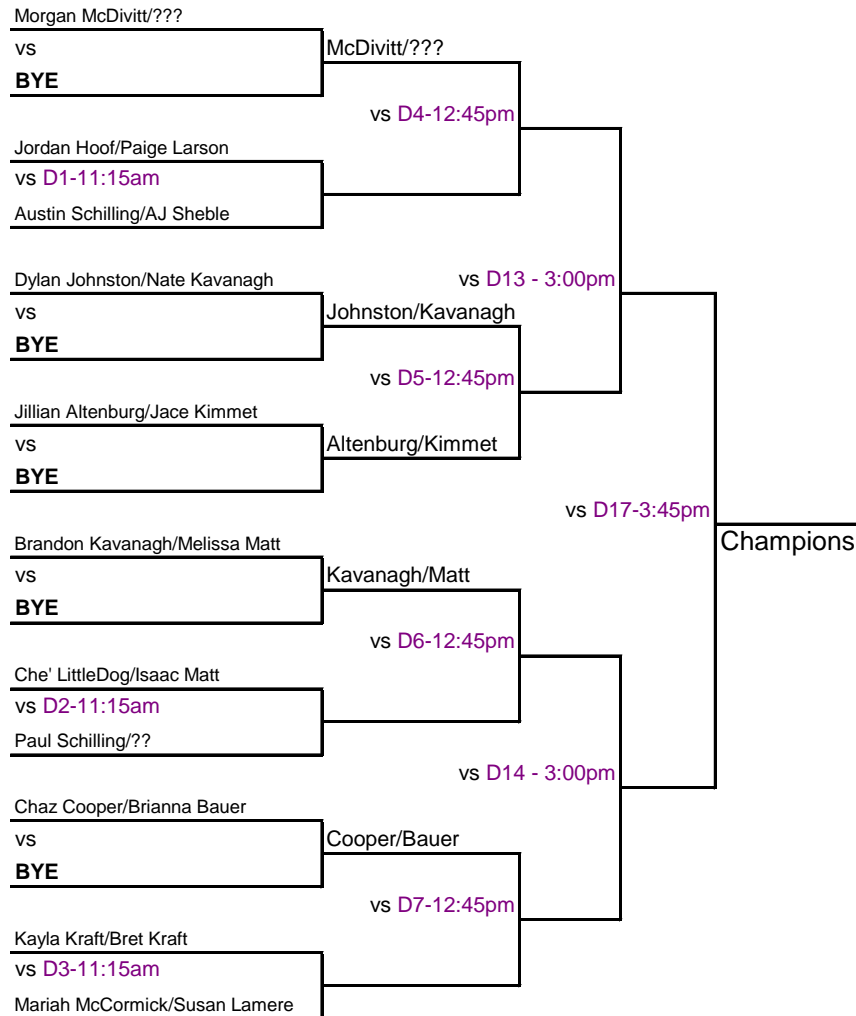 Morgan McDivitt/???
vs
McDivitt/???
BYE
vs D4-12:45pm
Jordan Hoof/Paige Larson
vs D1-11:15am
Austin Schilling/AJ Sheble
vs D13 - 3:00pm
Dylan Johnston/Nate Kavanagh
vs
Johnston/Kavanagh
BYE
vs D5-12:45pm
Jillian Altenburg/Jace Kimmet
vs
Altenburg/Kimmet
BYE
vs D17-3:45pm
Champions
Brandon Kavanagh/Melissa Matt
vs
Kavanagh/Matt
BYE
vs D6-12:45pm
Che' LittleDog/Isaac Matt
vs D2-11:15am
Paul Schilling/??
vs D14 - 3:00pm
Chaz Cooper/Brianna Bauer
vs
Cooper/Bauer
BYE
vs D7-12:45pm
Kayla Kraft/Bret Kraft
vs D3-11:15am
Mariah McCormick/Susan Lamere